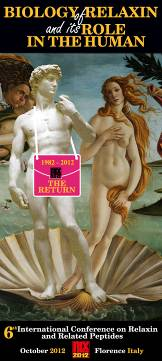 BIOLOGY of RELAXIN
and its ROLE
IN THE HUMAN
1982 - 2012
THE
RETURN
6th International Conference on Relaxin
and Related Peptides
October 2012
2012
Florence Italy